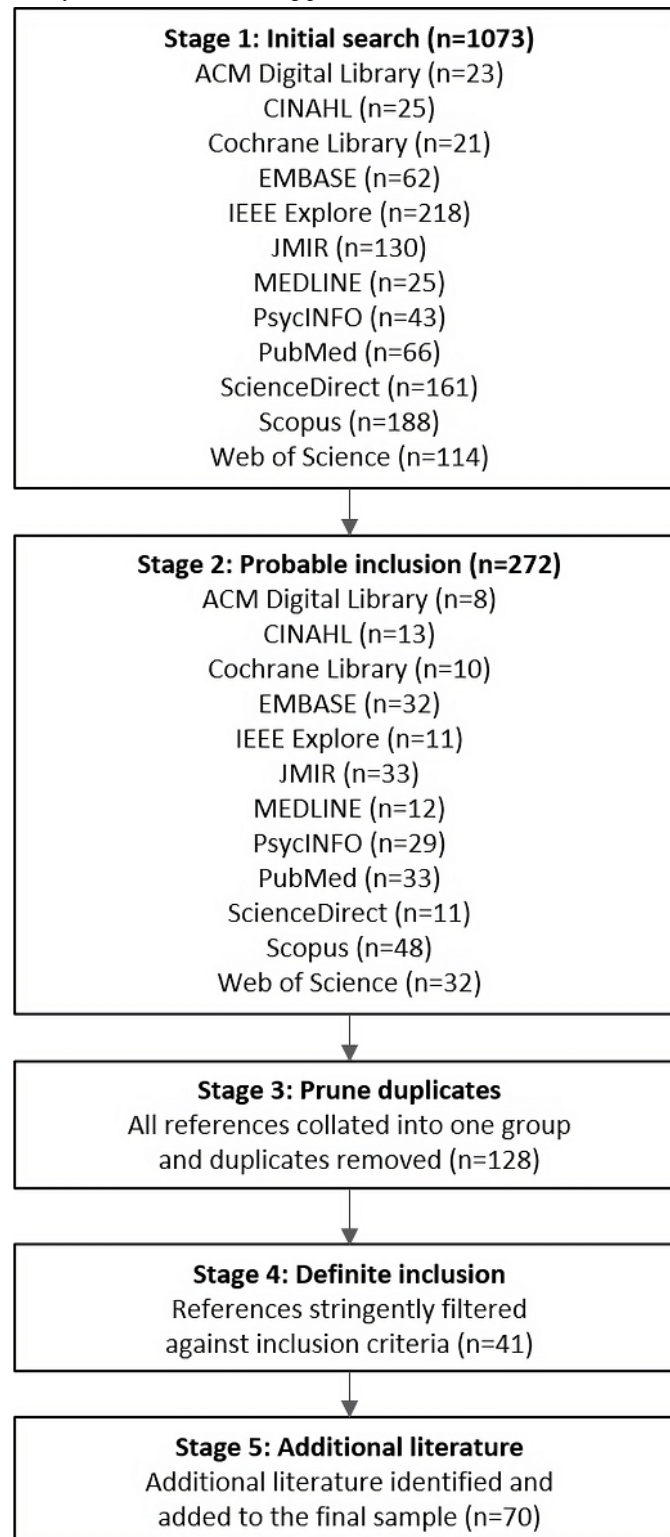 Stage 1: Initial search (n=1073)
ACM Digital Library (n=23)
CINAHL (n=25)
Cochrane Library (n=21)
EMBASE (n=62)
IEEE Explore (n=218)
JMIR (n=130)
MEDLINE (n=25)
PsycINFO (n=43)
PubMed (n=66)
ScienceDirect (n=161)
Scopus (n=188)
Web of Science (n=114)
Stage 2: Probable inclusion (n=272)
ACM Digital Library (n=8)
CINAHL (n=13)
Cochrane Library (n=10)
EMBASE (n=32)
IEEE Explore (n=11)
JMIR (n=33)
MEDLINE (n=12)
PsycINFO (n=29)
PubMed (n=33)
ScienceDirect (n=11)
Scopus (n=48)
Web of Science (n=32)
Stage 3: Prune duplicates
All references collated into one group
and duplicates removed (n=128)
Stage 4: Definite inclusion
References stringently filtered
against inclusion criteria (n=41)
Stage 5: Additional literature
Additional literature identified and
added to the final sample (n=70)